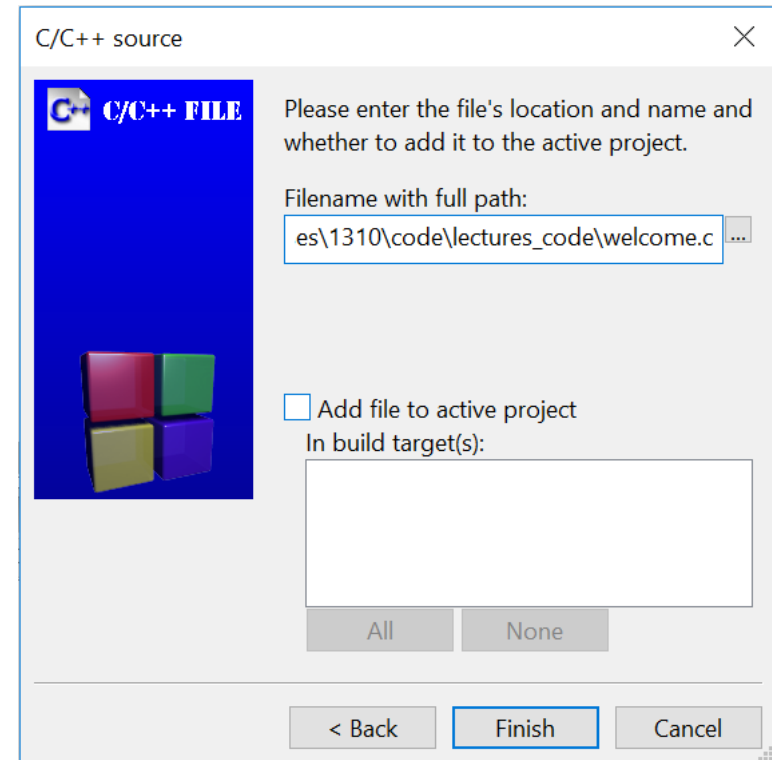 C/C++ source
C++ C/C++ FILE
Please enter the file's location and name and
whether to add it to the active project.
Filename with full path:
es\1310\code\lectures_code\welcome.c
...
Add file to active project
In build target(s):
All None
< Back Finish Cancel